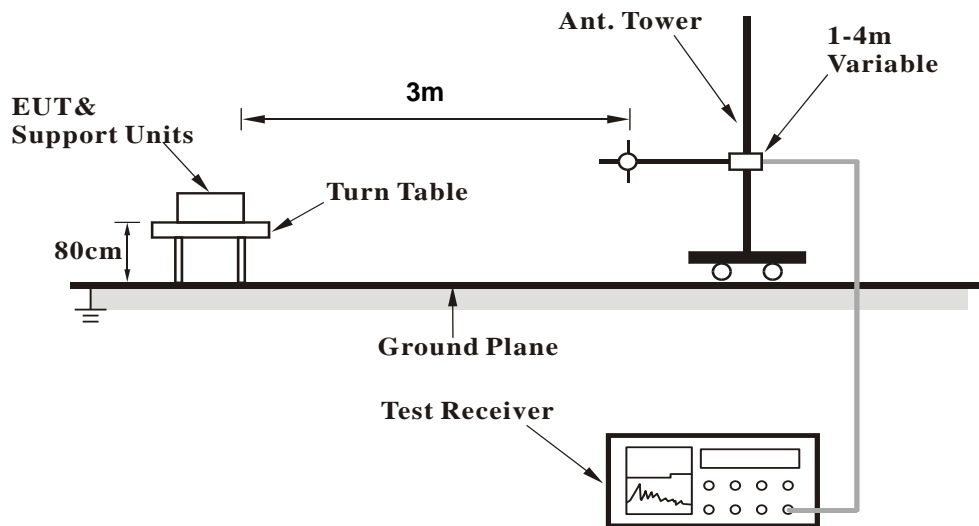 Ant. Tower
1-4m
Variable
3m
EUT&
Support Units
Turn Table
80cm
Ground Plane
Test Receiver